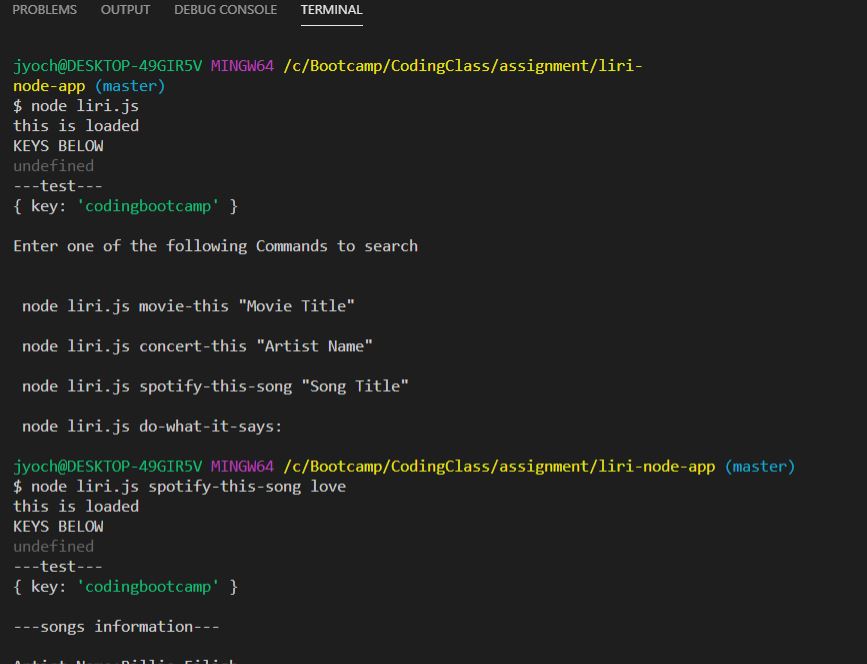 PROBLEMS OUTPUT DEBUG CONSOLE TERMINAL
jyoch@DESKTOP-49GIR5V MINGW64 /c/Bootcamp/CodingClass/assignment/liri-
node-app (master)
$ node liri.js
this is loaded
KEYS BELOW
undefined
---test---
{ key: 'codingbootcamp' }
Enter one of the following Commands to search
node liri.js movie-this "Movie Title"
node liri.js concert-this "Artist Name"
node liri.js spotify-this-song "Song Title"
node liri.js do-what-it-says:
jyoch@DESKTOP-49GIR5V MINGW64 /c/Bootcamp/CodingClass/assignment/liri-node-app (master)
$ node liri.js spotify-this-song love
this is loaded
KEYS BELOW
undefined
---test---
{ key: 'codingbootcamp' }
---songs information---